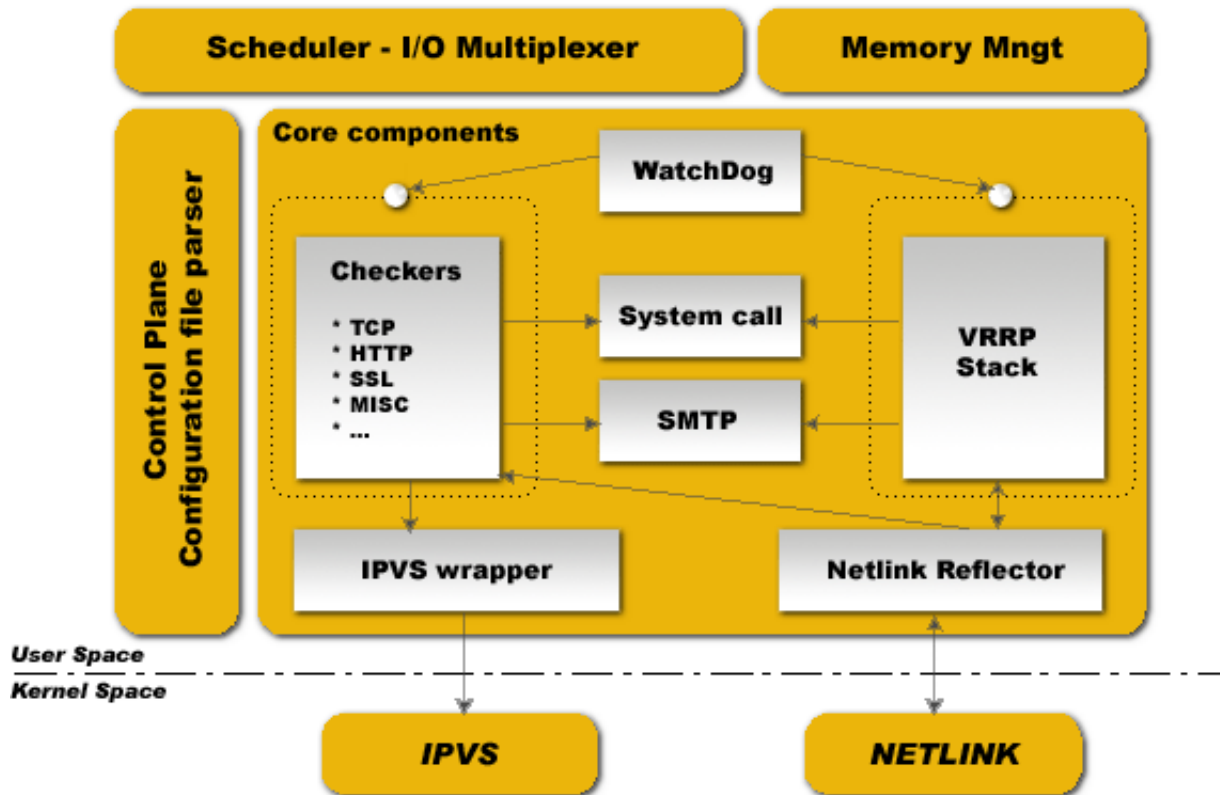 Scheduler - I/O Multiplexer
Memory Mngt
Control Plane
Configuration file parser
Core components
WatchDog
Checkers
* TCP
* HTTP
* SSL
* MISC
* ...
System call
SMTP
VRRP
Stack
IPVS wrapper
Netlink Reflector
User Space
Kernel Space
IPVS
NETLINK